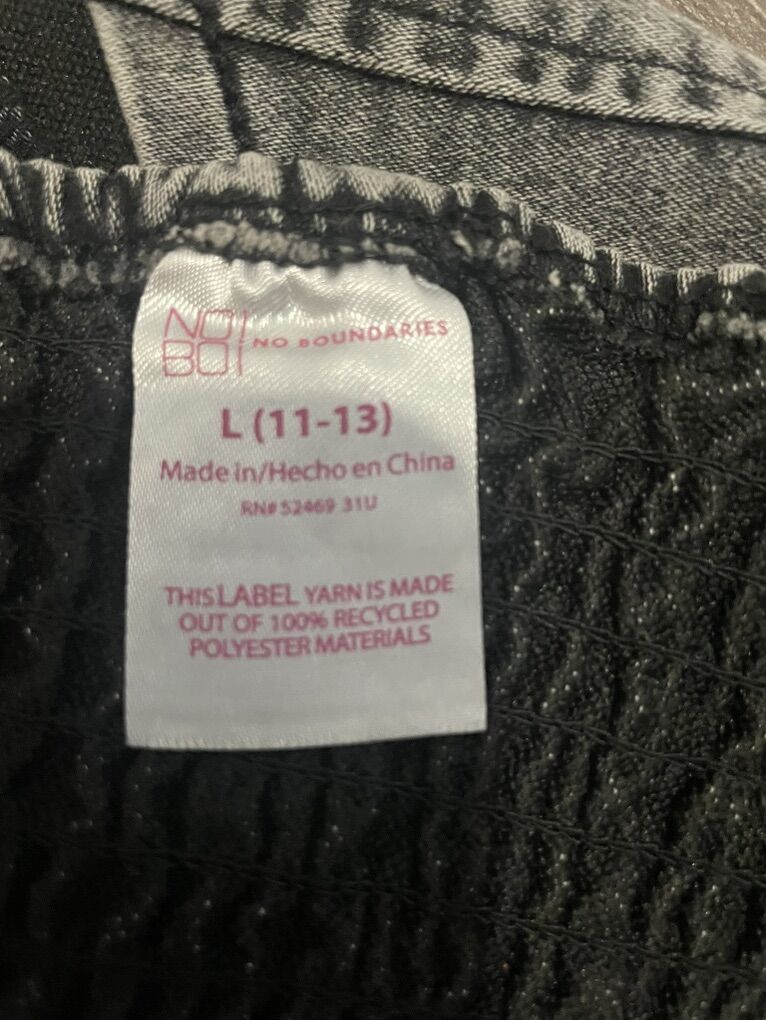 NO!
BO!
NO BOUNDARIES
L (11-13)
Made in/Hecho en China
RN# 52469 31U
THIS LABEL YARN IS MADE
OUT OF 100% RECYCLED
POLYESTER MATERIALS